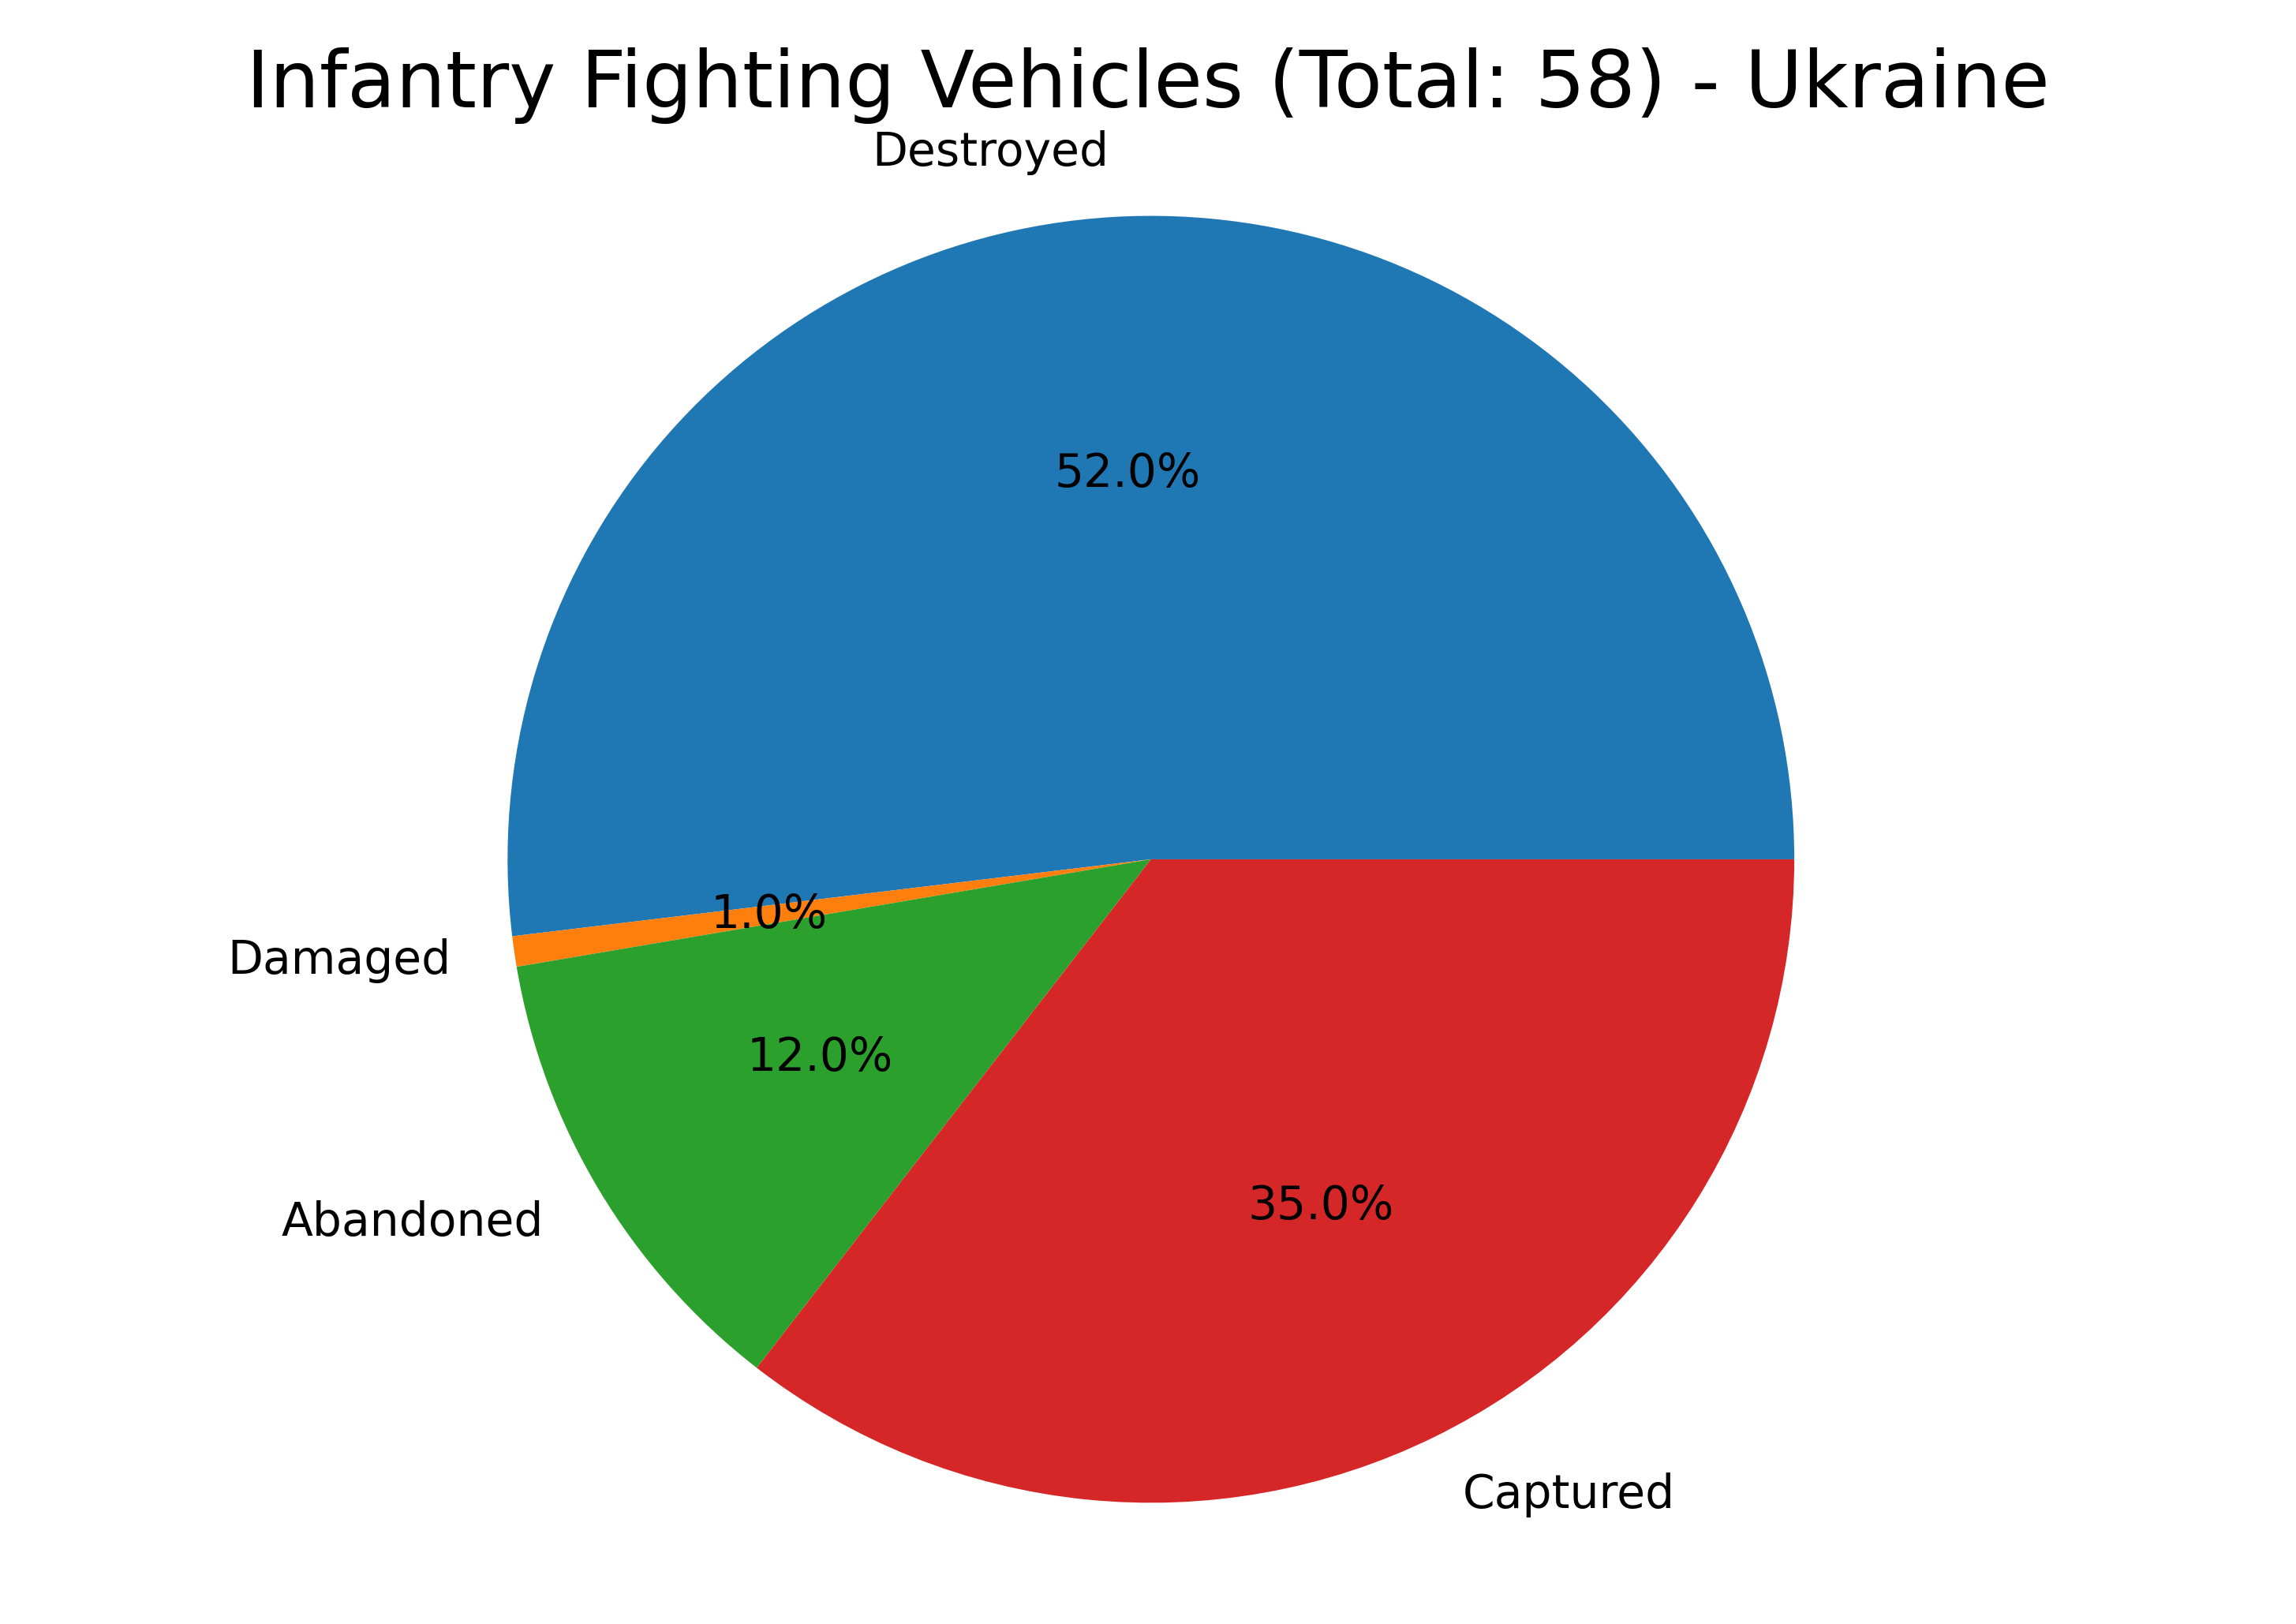 Infantry Fighting Vehicles (Total: 58) - Ukraine
Destroyed
52.0%
1.0%
Damaged
12.0%
Abandoned
35.0%
Captured